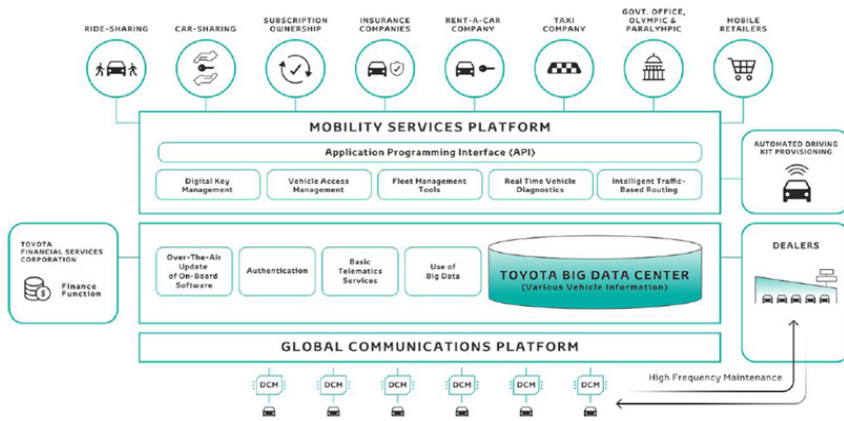 RIDE-SHARING
CAR-SHARING
SUBSCRIPTION
OWNERSHIP
INSURANCE
COMPANIES
RENT-A-CAR
COMPANY
TAXI
COMPANY
GOVT. OFFICE,
OLYMPIC &
PARALYMPIC
MOBILE
RETAILERS
MOBILITY SERVICES PLATFORM
Application Programming Interface (API)
Digital Key
Management
Vehicle Access
Management
Fleet Management
Tools
Real Time Vehicle
Diagnostics
Intelligent Traffic-
Based Routing
AUTOMATED DRIVING
KIT PROVISIONING
TOYOTA
FINANCIAL SERVICES
CORPORATION
$
Finance
Function
Over-The-Air
Update
of On-Board
Software
Authentication
Basic
Telematics
Services
Use of
Big Data
TOYOTA BIG DATA CENTER
(Various Vehicle Information)
DEALERS
GLOBAL COMMUNICATIONS PLATFORM
DCM
DCM
DCM
DCM
DCM
DCM
High Frequency Maintenance